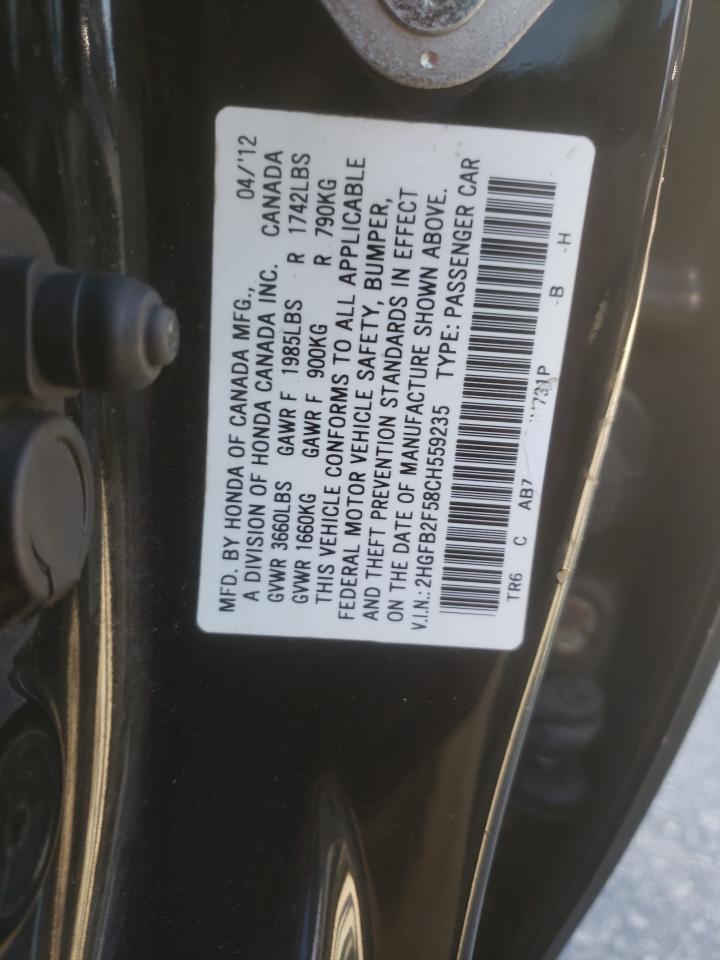 MFD. BY HONDA OF CANADA MFG., 04/'12
A DIVISION OF HONDA CANADA INC. CANADA
GVWR 3660LBS GAWR F 1985LBS R 1742LBS
GVWR 1660KG GAWR F 900KG R 790KG
THIS VEHICLE CONFORMS TO ALL APPLICABLE
FEDERAL MOTOR VEHICLE SAFETY, BUMPER,
AND THEFT PREVENTION STANDARDS IN EFFECT
ON THE DATE OF MANUFACTURE SHOWN ABOVE.
V.I.N.: 2HGFB2F58CH559235 TYPE: PASSENGER CAR
TR6 C AB7 731P -B -H